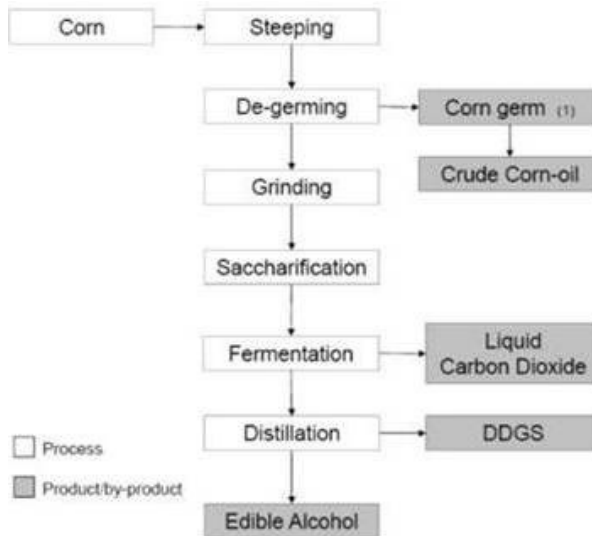 Corn
Steeping
De-germing
Corn germ (1)
Crude Corn-oil
Grinding
Saccharification
Fermentation
Liquid
Carbon Dioxide
Distillation
DDGS
Process
Product/by-product
Edible Alcohol